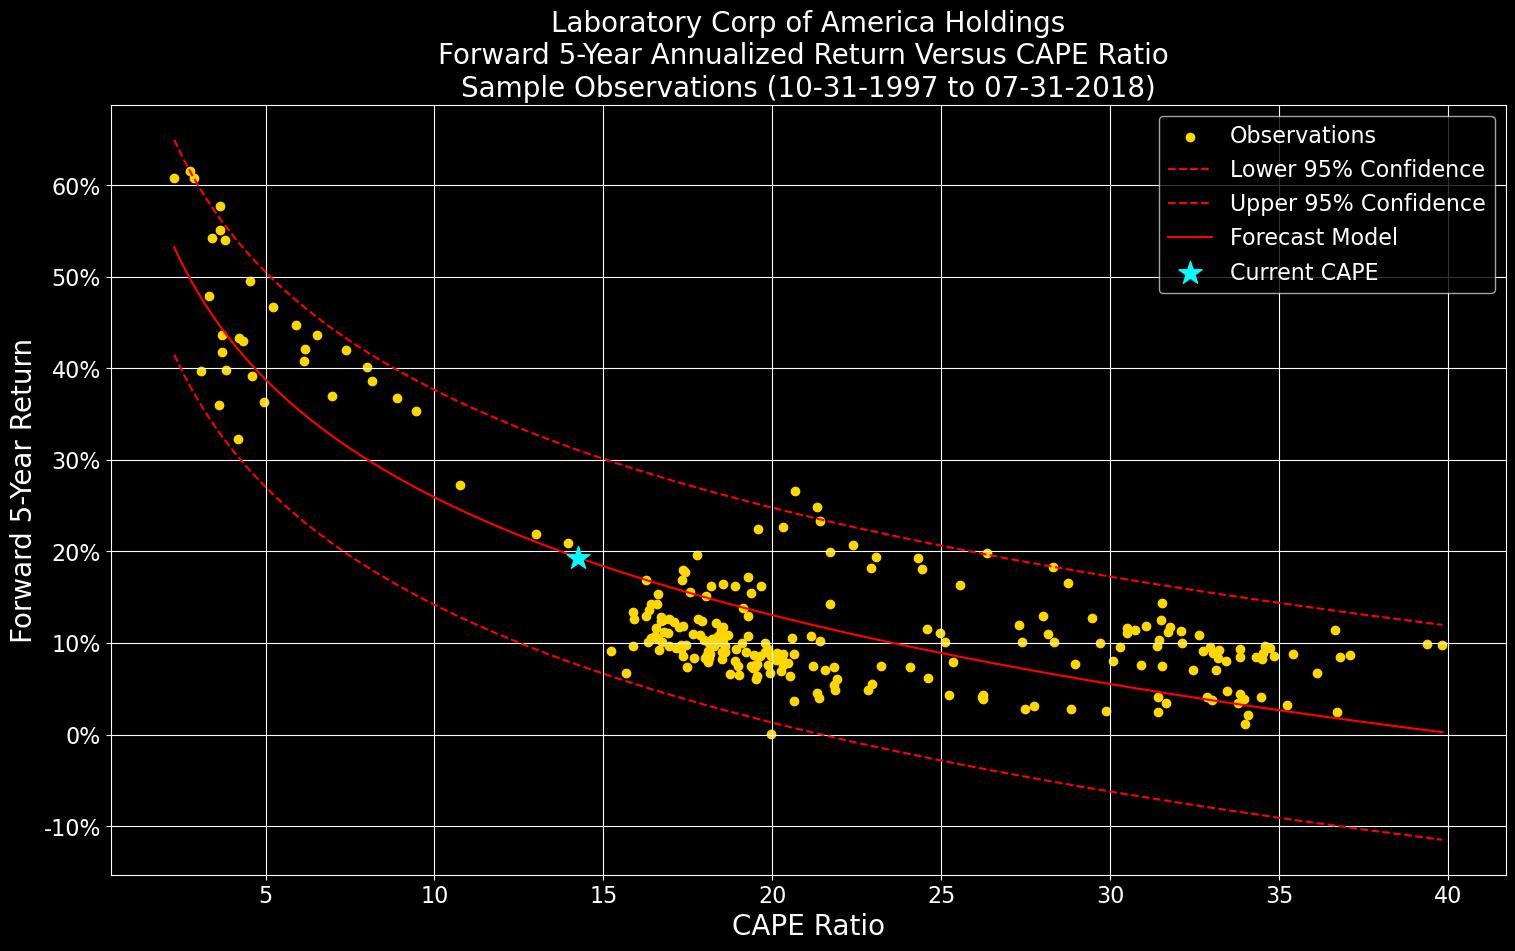 Laboratory Corp of America Holdings
Forward 5-Year Annualized Return Versus CAPE Ratio
Sample Observations (10-31-1997 to 07-31-2018)
Observations
Lower 95% Confidence
Upper 95% Confidence
Forecast Model
Current CAPE
Forward 5-Year Return
60%
50%
40%
30%
20%
10%
0%
-10%
5 10 15 20 25 30 35 40
CAPE Ratio